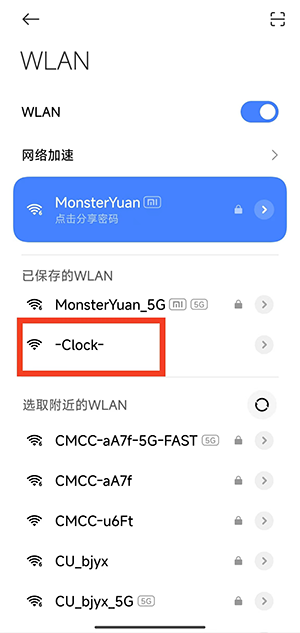 WLAN
WLAN
网络加速
MonsterYuan mi
点击分享密码
已保存的WLAN
MonsterYuan_5G mi 5G
-Clock-
选取附近的WLAN
CMCC-aA7f-5G-FAST 5G
CMCC-aA7f
CMCC-u6Ft
CU_bjyx
CU_bjyx_5G 5G